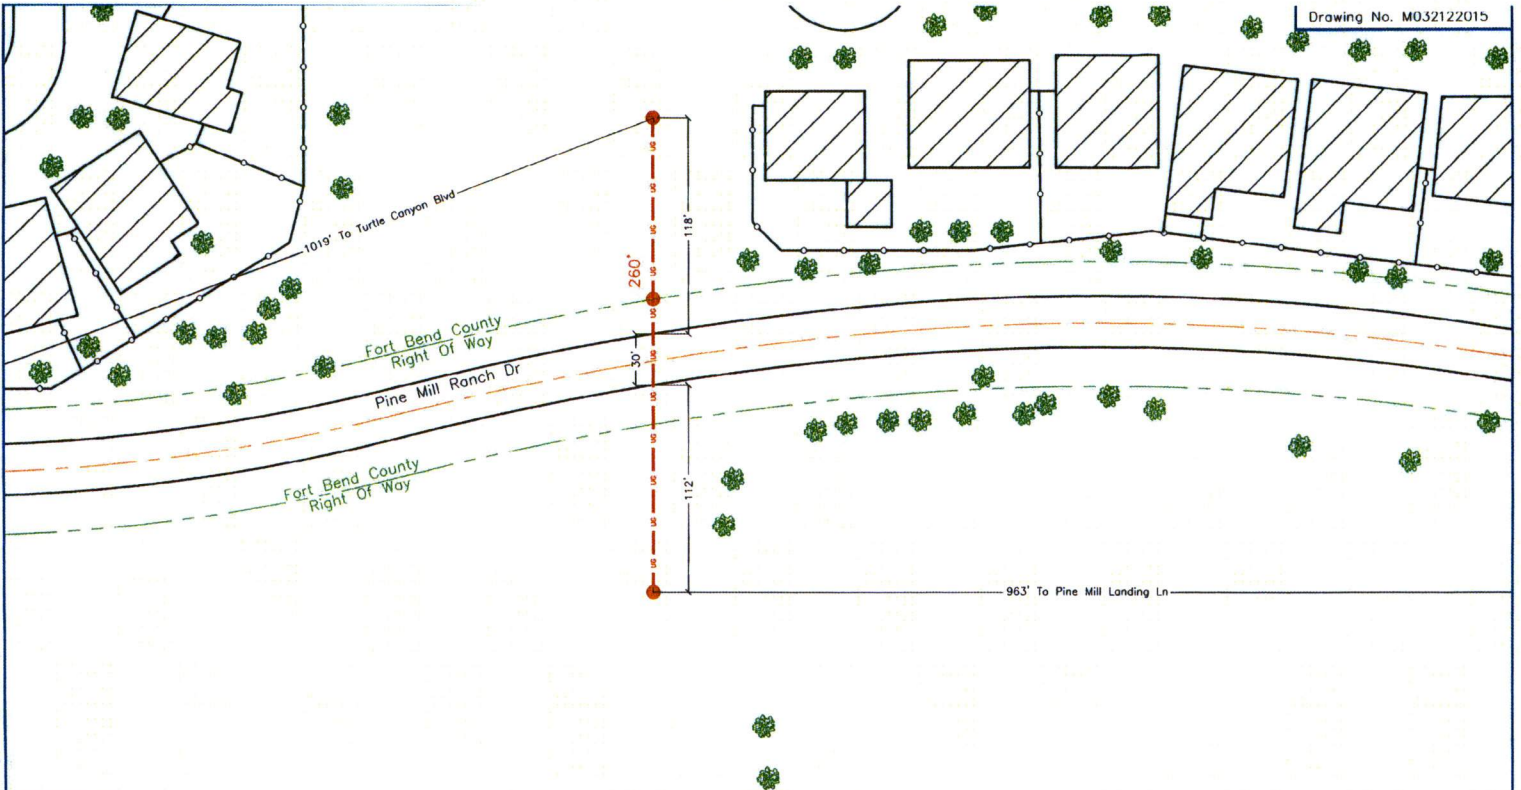 Drawing No. M032122015
1019' To Turtle Canyon Blvd
118'
260'
Fort Bend County
Right Of Way
30'
Pine Mill Ranch Dr
Fort Bend County
Right Of Way
112'
963' To Pine Mill Landing Ln